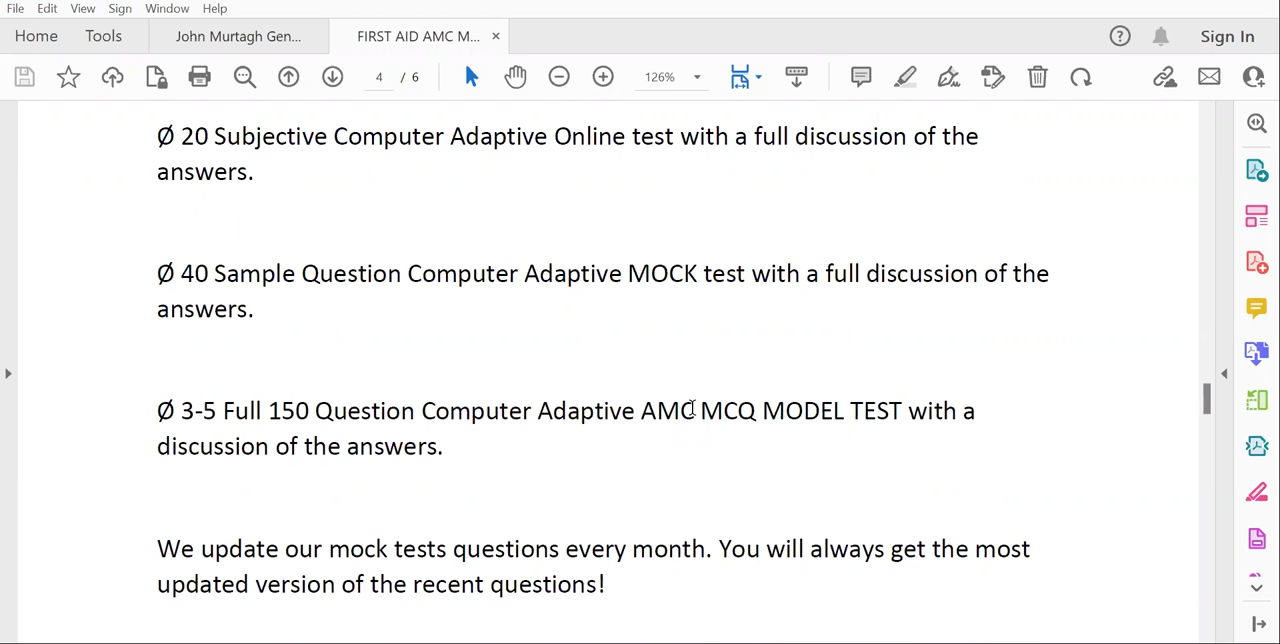 File Edit View Sign Window Help
Home Tools John Murtagh Gen... FIRST AID AMC M... × Sign In
4 / 6 126%
Ø 20 Subjective Computer Adaptive Online test with a full discussion of the
answers.
Ø 40 Sample Question Computer Adaptive MOCK test with a full discussion of the
answers.
Ø 3-5 Full 150 Question Computer Adaptive AMC MCQ MODEL TEST with a
discussion of the answers.
We update our mock tests questions every month. You will always get the most
updated version of the recent questions!